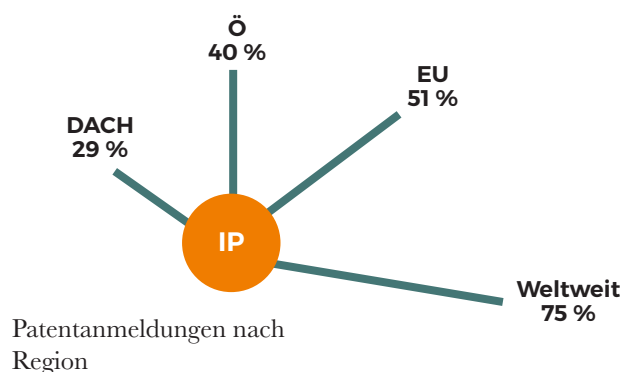 Ö
40 %
EU
51 %
DACH
29 %
IP
Weltweit
75 %
Patentanmeldungen nach
Region